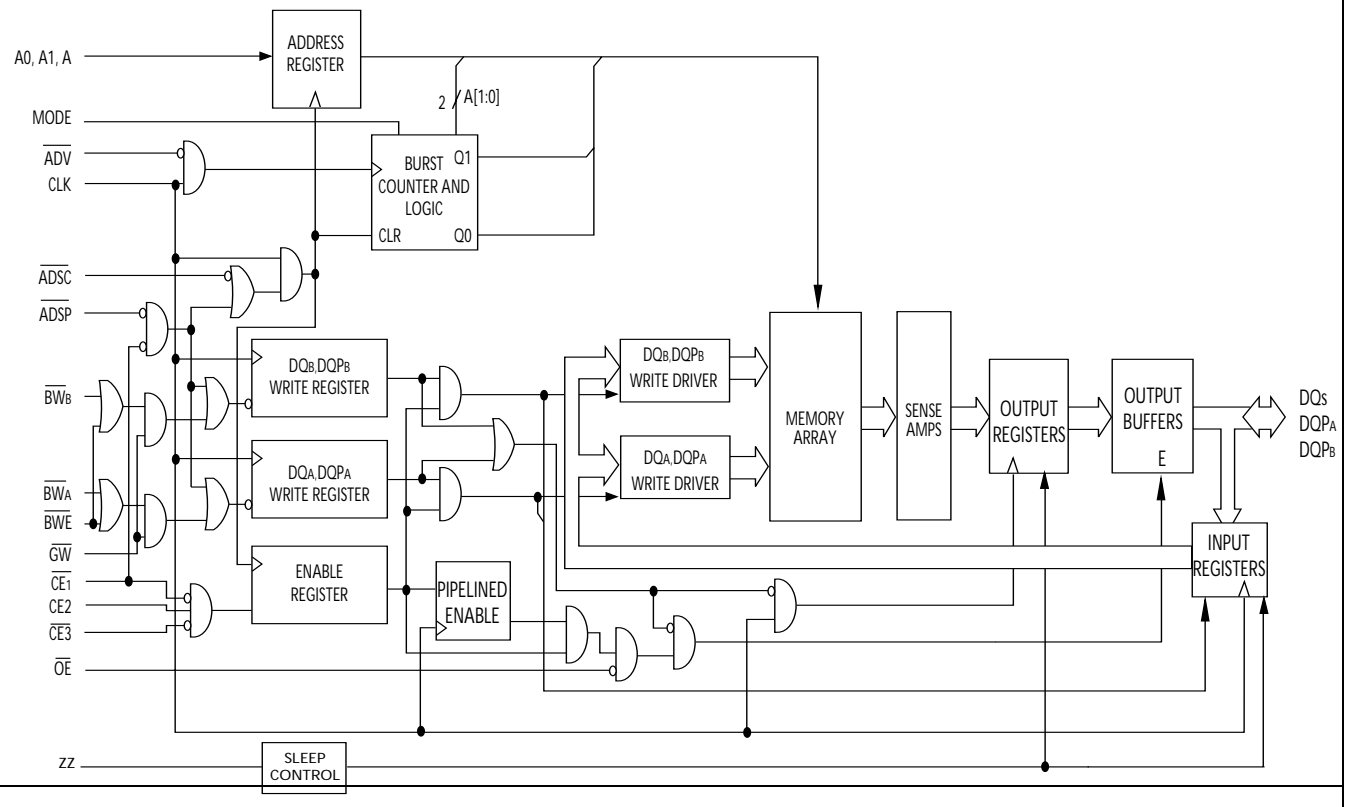 A0, A1, A
ADDRESS
REGISTER
2
A[1:0]
MODE
ADV
CLK
BURST
COUNTER AND
LOGIC
Q1
CLR
Q0
ADSC
ADSP
DQB,DQPB
WRITE REGISTER
DQB,DQPB
WRITE DRIVER
MEMORY
ARRAY
SENSE
AMPS
OUTPUT
REGISTERS
OUTPUT
BUFFERS
E
DQs
DQPA
DQPB
BWB
DQA,DQPA
WRITE REGISTER
DQA,DQPA
WRITE DRIVER
BWA
BWE
GW
CE1
CE2
CE3
OE
ENABLE
REGISTER
PIPELINED
ENABLE
INPUT
REGISTERS
ZZ
SLEEP
CONTROL